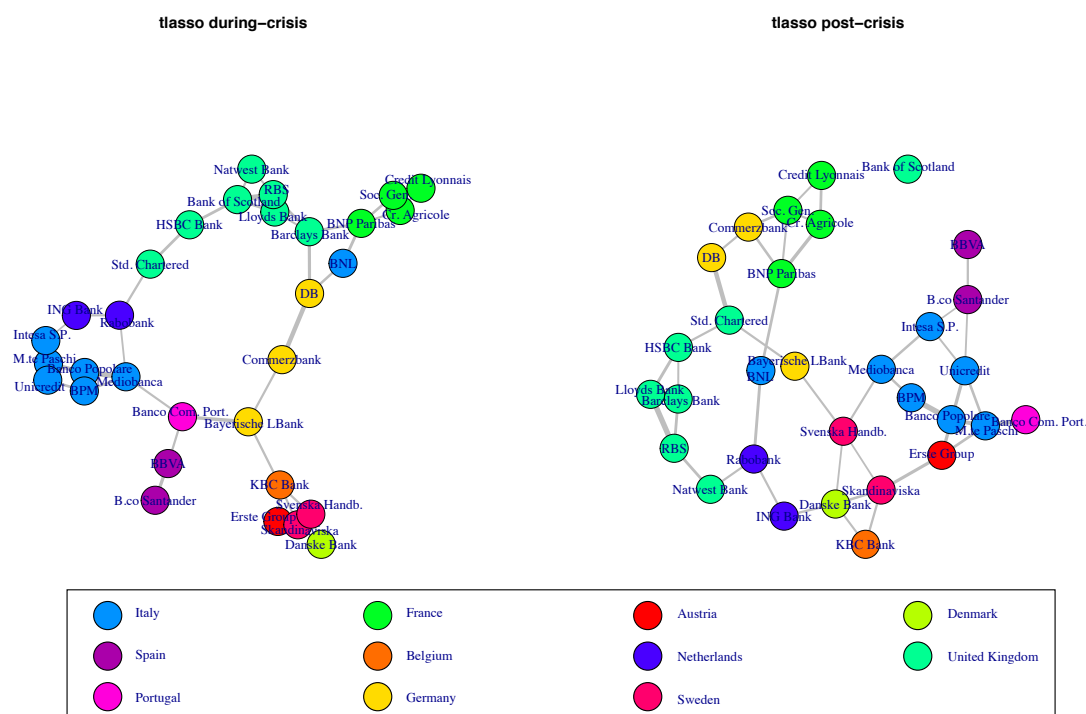 tlasso during−crisis
Natwest Bank
RBS
Bank of Scotland
Lloyds Bank
HSBC Bank
Barclays Bank
Credit Lyonnais
Soc. Gen.
Cr. Agricole
BNP Paribas
BNL
Std. Chartered
DB
ING Bank
Rabobank
Intesa S.P.
M.te Paschi
Banco Popolare
Unicredit
BPM
Mediobanca
Commerzbank
Banco Com. Port.
Bayerische LBank
BBVA
B.co Santander
KBC Bank
Svenska Handb.
Erste Group
Skandinaviska
Danske Bank
tlasso post−crisis
Credit Lyonnais
Bank of Scotland
Soc. Gen.
Cr. Agricole
Commerzbank
BBVA
DB
BNP Paribas
B.co Santander
Std. Chartered
Intesa S.P.
HSBC Bank
Bayerische LBank
BNL
Mediobanca
Unicredit
Lloyds Bank
Barclays Bank
BPM
Banco Popolare
Banco Com. Port.
M.te Paschi
Svenska Handb.
RBS
Erste Group
Rabobank
Natwest Bank
Skandinaviska
Danske Bank
ING Bank
KBC Bank
Italy
Spain
Portugal
France
Belgium
Germany
Austria
Netherlands
Sweden
Denmark
United Kingdom